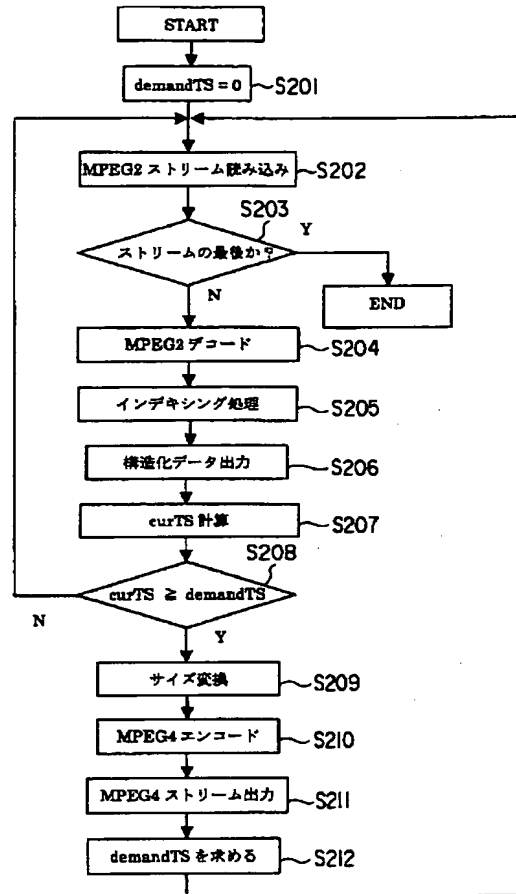 START
demandTS = 0
S201
MPEG2 ストリーム読み込み
S202
S203
ストリームの最後か?
Y
N
END
MPEG2 デコード
S204
インデキシング処理
S205
構造化データ出力
S206
curTS 計算
S207
S208
curTS ≧ demandTS
N
Y
サイズ変換
S209
MPEG4 エンコード
S210
MPEG4 ストリーム出力
S211
demandTS を求める
S212